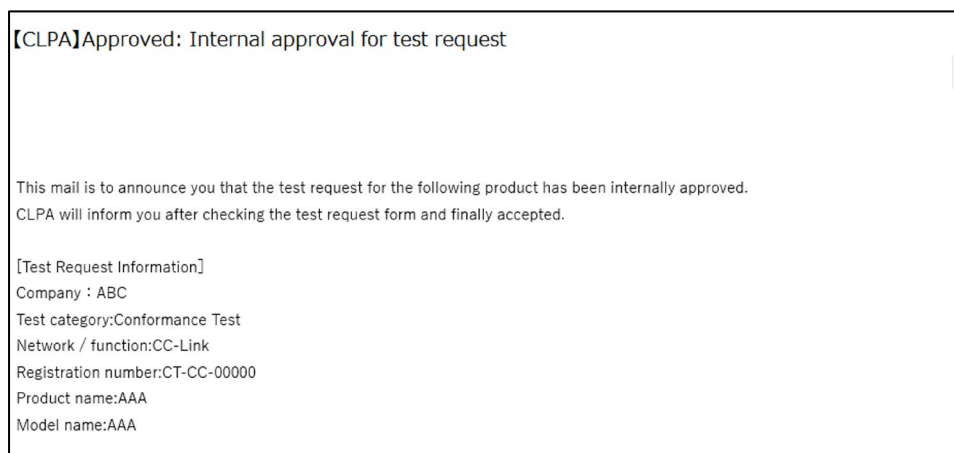 【CLPA】Approved: Internal approval for test request
This mail is to announce you that the test request for the following product has been internally approved.
CLPA will inform you after checking the test request form and finally accepted.
[Test Request Information]
Company：ABC
Test category:Conformance Test
Network / function:CC-Link
Registration number:CT-CC-00000
Product name:AAA
Model name:AAA